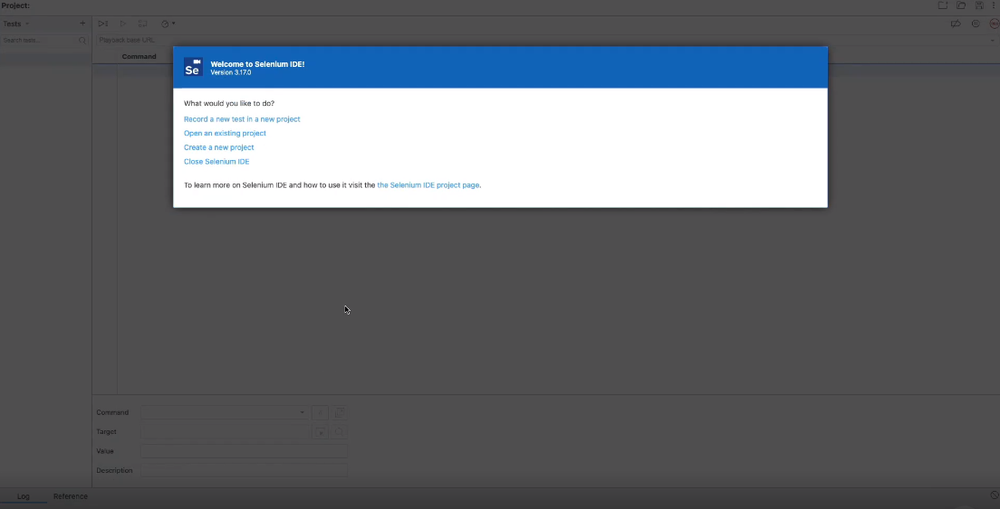 Project:
Tests
Search tests...
Playback base URL
Command
Se
Welcome to Selenium IDE!
Version 3.17.0
What would you like to do?
Record a new test in a new project
Open an existing project
Create a new project
Close Selenium IDE
To learn more on Selenium IDE and how to use it visit the the Selenium IDE project page.
Command
Target
Value
Description
Log
Reference